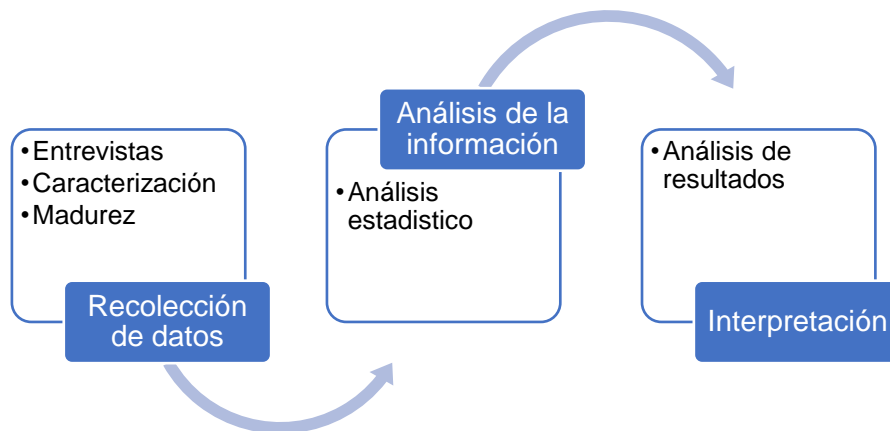 •Entrevistas
•Caracterización
•Madurez
Recolección
de datos
Análisis de la
información
•Análisis
estadistico
•Análisis de
resultados
Interpretación